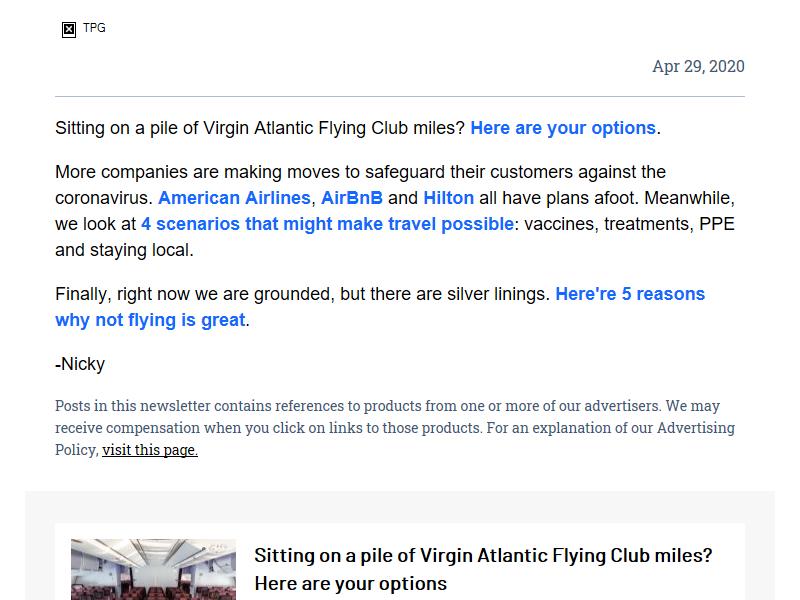 TPG
Apr 29, 2020
Sitting on a pile of Virgin Atlantic Flying Club miles? Here are your options.
More companies are making moves to safeguard their customers against the
coronavirus. American Airlines, AirBnB and Hilton all have plans afoot. Meanwhile,
we look at 4 scenarios that might make travel possible: vaccines, treatments, PPE
and staying local.
Finally, right now we are grounded, but there are silver linings. Here're 5 reasons
why not flying is great.
-Nicky
Posts in this newsletter contains references to products from one or more of our advertisers. We may
receive compensation when you click on links to those products. For an explanation of our Advertising
Policy, visit this page.
Sitting on a pile of Virgin Atlantic Flying Club miles?
Here are your options